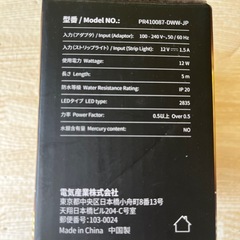 型番 / Model NO.: PR410087-DWW-JP
入力(アダプタ) / Input (Adaptor): 100 - 240V~, 50 / 60 Hz
入力(ストリップライト) / Input (Strip Light): 12 V ⎓ 1.5 A
使用電力 / Wattage: 12 W
長さ / Length: 5 m
防水等級 / Water Resistance Rating: IP 20
LEDタイプ / LED type: 2835
力率 / Power Factor: 0.5以上 / Over 0.5
水銀含有 / Mercury content: NO
電気産業株式会社
東京都中央区日本橋小舟町8番13号
天翔日本橋ビル204-C号室
郵便番号: 103-0024
Made in China 中国製